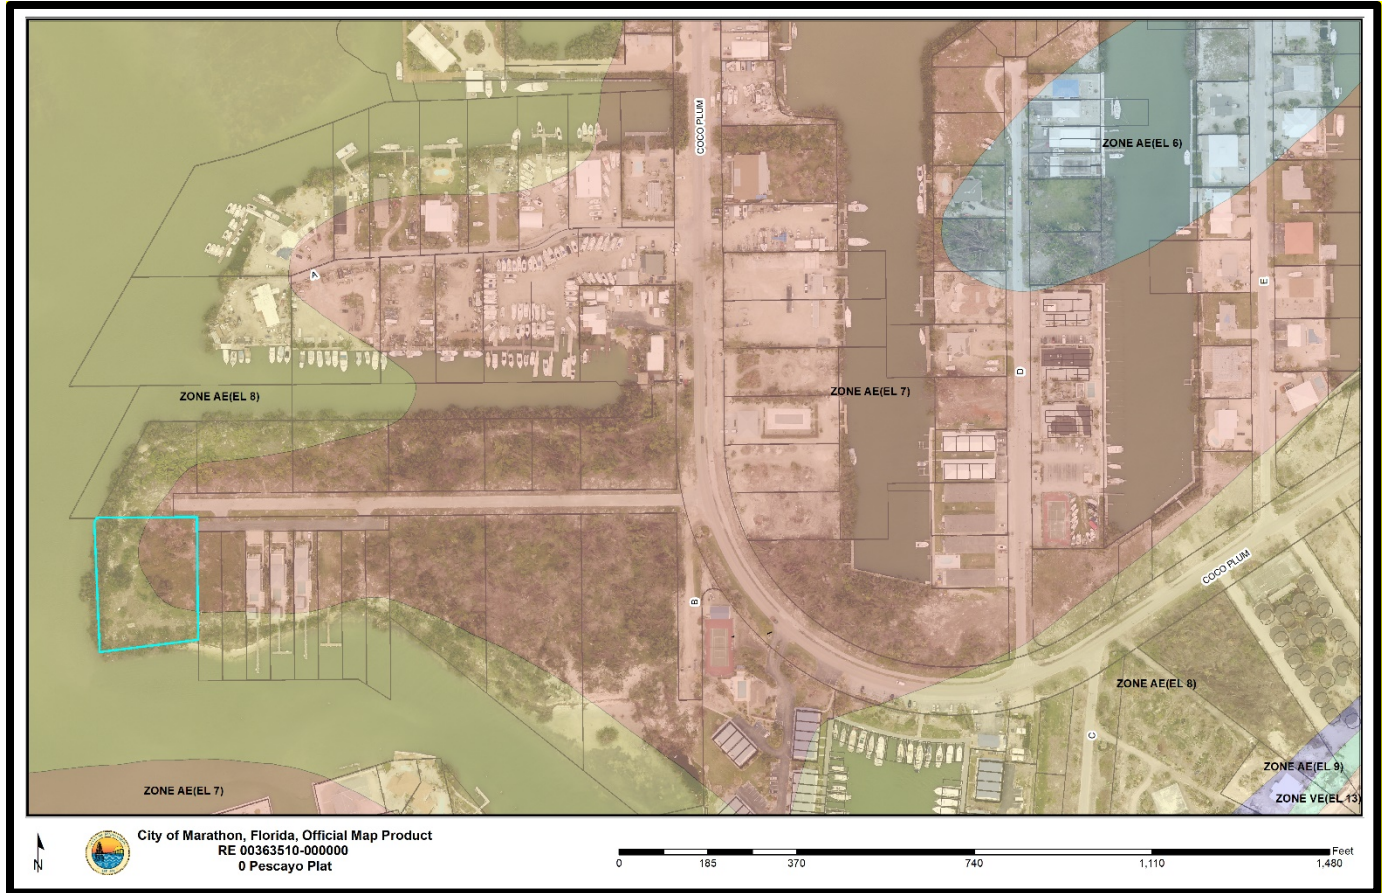 COCO PLUM
ZONE AE(EL 6)
A
E
D
ZONE AE(EL 8)
ZONE AE(EL 7)
COCO PLUM
B
ZONE AE(EL 8)
C
ZONE AE(EL 9)
ZONE AE(EL 7)
ZONE VE(EL 13)
N
City of Marathon, Florida, Official Map Product
RE 00363510-000000
0 Pescayo Plat
Feet
0 185 370 740 1,110 1,480